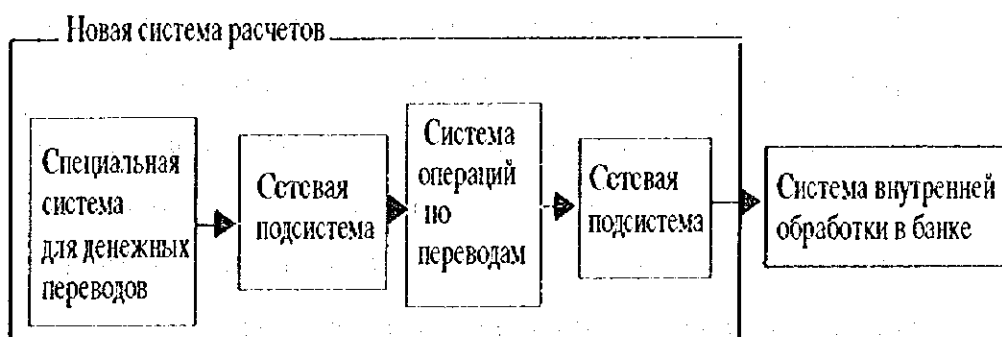 Новая система расчетов
Специальная
система
для денежных
переводов
Сетевая
подсистема
Система
операций
по
переводам
Сетевая
подсистема
Система внутренней
обработки в банке